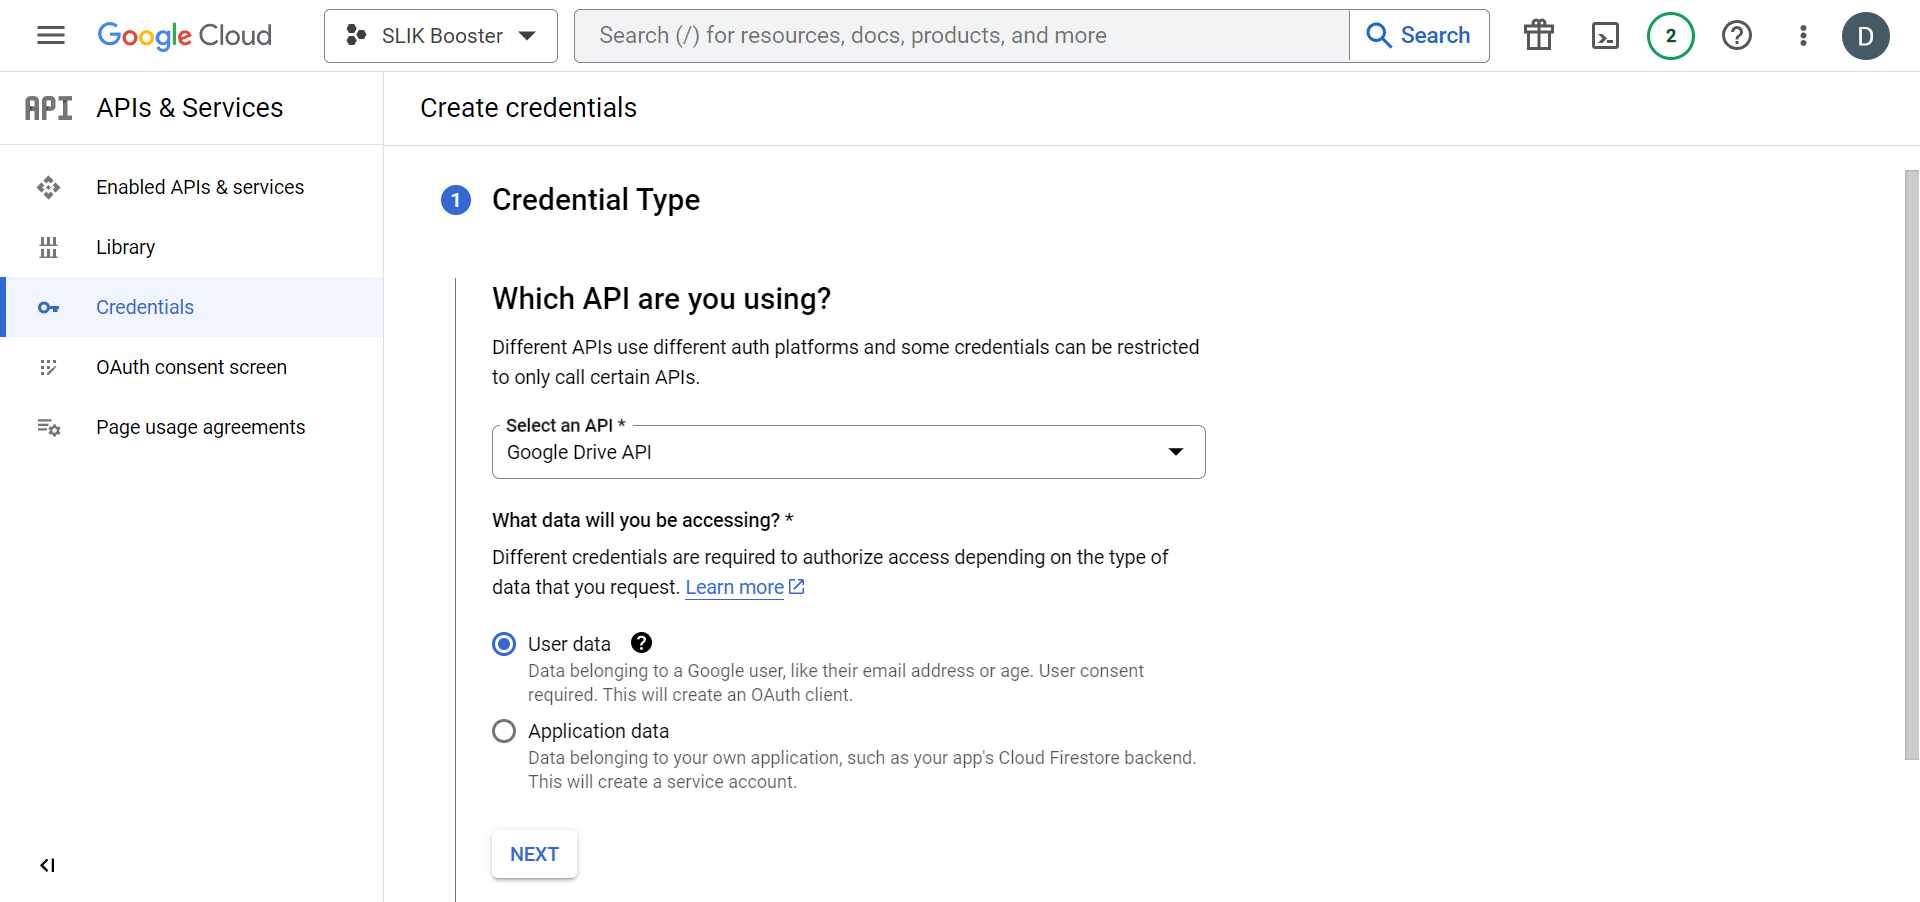 Google Cloud
SLIK Booster
Search (/) for resources, docs, products, and more
Search
2
D
API
APIs & Services
Create credentials
Enabled APIs & services
Library
Credentials
OAuth consent screen
Page usage agreements
1
Credential Type
Which API are you using?
Different APIs use different auth platforms and some credentials can be restricted
to only call certain APIs.
Select an API *
Google Drive API
What data will you be accessing? *
Different credentials are required to authorize access depending on the type of
data that you request. Learn more
User data
Data belonging to a Google user, like their email address or age. User consent
required. This will create an OAuth client.
Application data
Data belonging to your own application, such as your app's Cloud Firestore backend.
This will create a service account.
NEXT